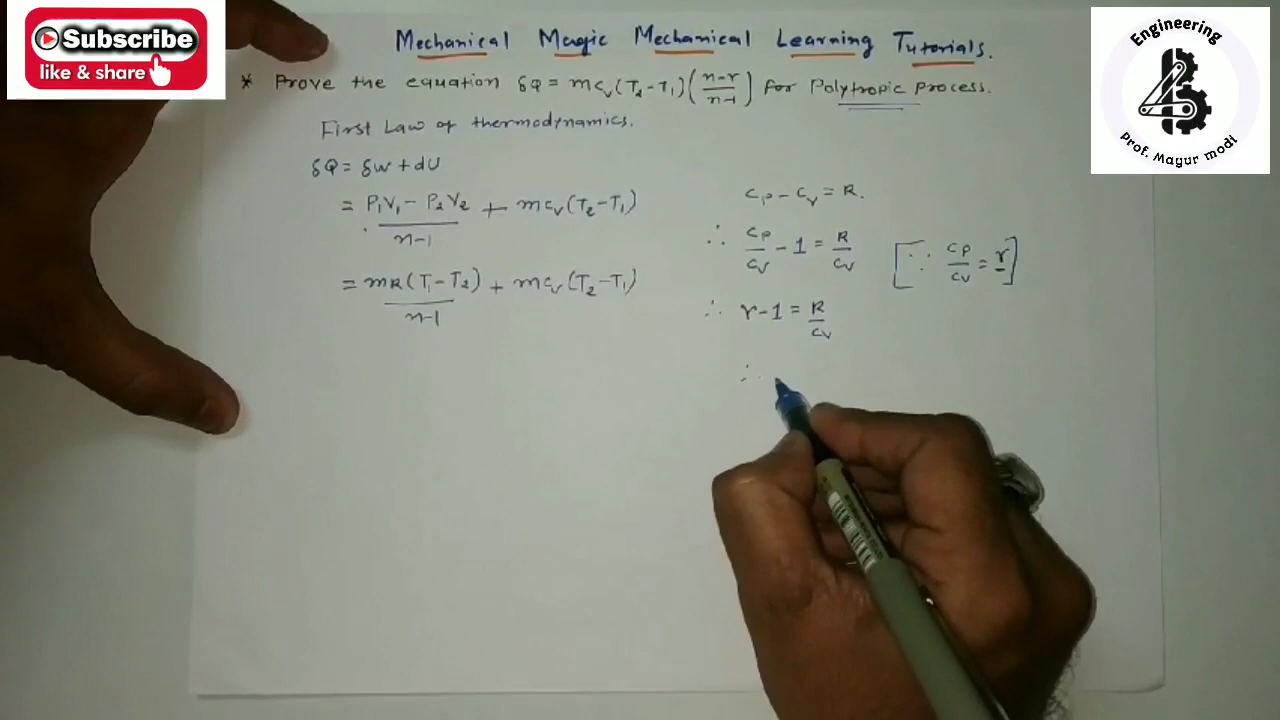 Subscribe
like & share
Engineering
Prof. Mayur modi
Mechanical Magic Mechanical Learning Tutorials.
* Prove the equation δQ = mcv(T2-T1)(n-r/n-1) for Polytropic process.
First Law of thermodynamics.
δQ = δw + dU
= P1V1 - P2V2/n-1 + mcv(T2-T1)
= mR(T1-T2)/n-1 + mcv(T2-T1)
cp - cv = R.
∴ cp/cv - 1 = R/cv [∵ cp/cv = r]
∴ r-1 = R/cv
∴